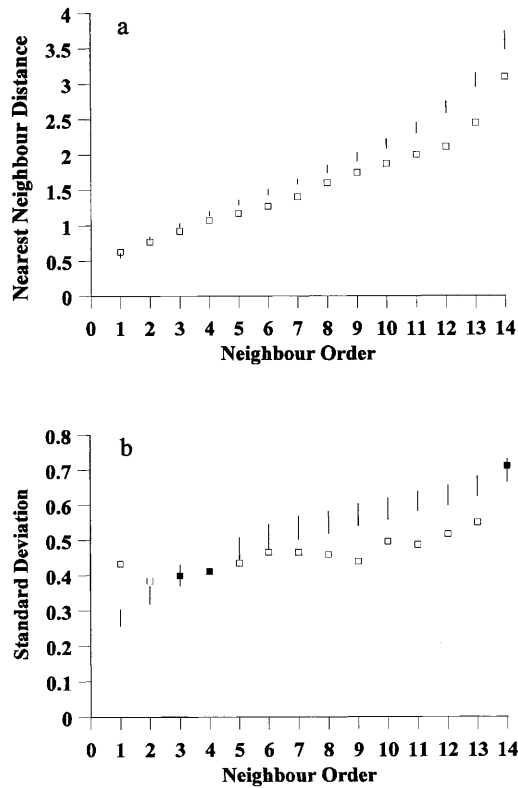 a
Nearest Neighbour Distance
4
3.5
3
2.5
2
1.5
1
0.5
0
0 1 2 3 4 5 6 7 8 9 10 11 12 13 14
Neighbour Order
b
Standard Deviation
0.8
0.7
0.6
0.5
0.4
0.3
0.2
0.1
0
0 1 2 3 4 5 6 7 8 9 10 11 12 13 14
Neighbour Order